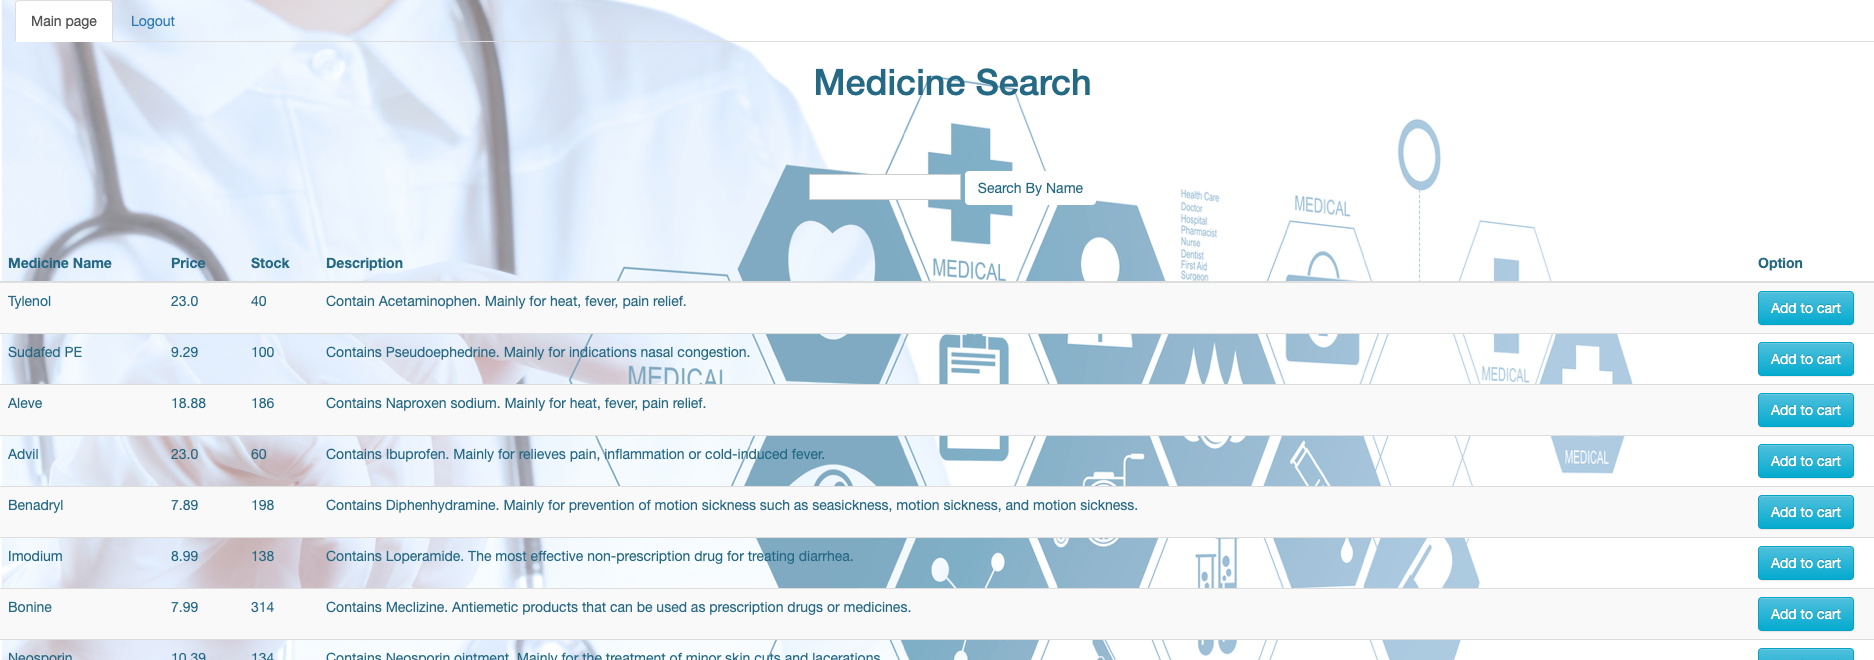 Main page Logout
Medicine Search
Search By Name
Health Care
Doctor
Hospital
Pharmacist
Nurse
Dentist
First Aid
Surgeon
MEDICAL
MEDICAL
Medicine Name Price Stock Description Option
Tylenol 23.0 40 Contain Acetaminophen. Mainly for heat, fever, pain relief. Add to cart
Sudafed PE 9.29 100 Contains Pseudoephedrine. Mainly for indications nasal congestion. Add to cart
MEDICAL
MEDICAL
Aleve 18.88 186 Contains Naproxen sodium. Mainly for heat, fever, pain relief. Add to cart
Advil 23.0 60 Contains Ibuprofen. Mainly for relieves pain, inflammation or cold-induced fever. Add to cart
MEDICAL
Benadryl 7.89 198 Contains Diphenhydramine. Mainly for prevention of motion sickness such as seasickness, motion sickness, and motion sickness. Add to cart
Imodium 8.99 138 Contains Loperamide. The most effective non-prescription drug for treating diarrhea. Add to cart
Bonine 7.99 314 Contains Meclizine. Antiemetic products that can be used as prescription drugs or medicines. Add to cart
Neosporin 10.39 134 Contains Neosporin ointment. Mainly for the treatment of minor skin cuts and lacerations